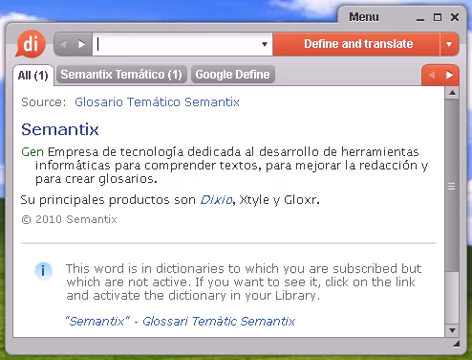 Menu
di
Define and translate
All (1)
Semantix Temático (1)
Google Define
Source: Glosario Temático Semantix
Semantix
Gen Empresa de tecnología dedicada al desarrollo de herramientas
informáticas para comprender textos, para mejorar la redacción y
para crear glosarios.
Su principales productos son Dixio, Xtyle y Gloxr.
© 2010 Semantix
i
This word is in dictionaries to which you are subscribed but
which are not active. If you want to see it, click on the link
and activate the dictionary in your Library.
"Semantix" - Glossari Temàtic Semantix